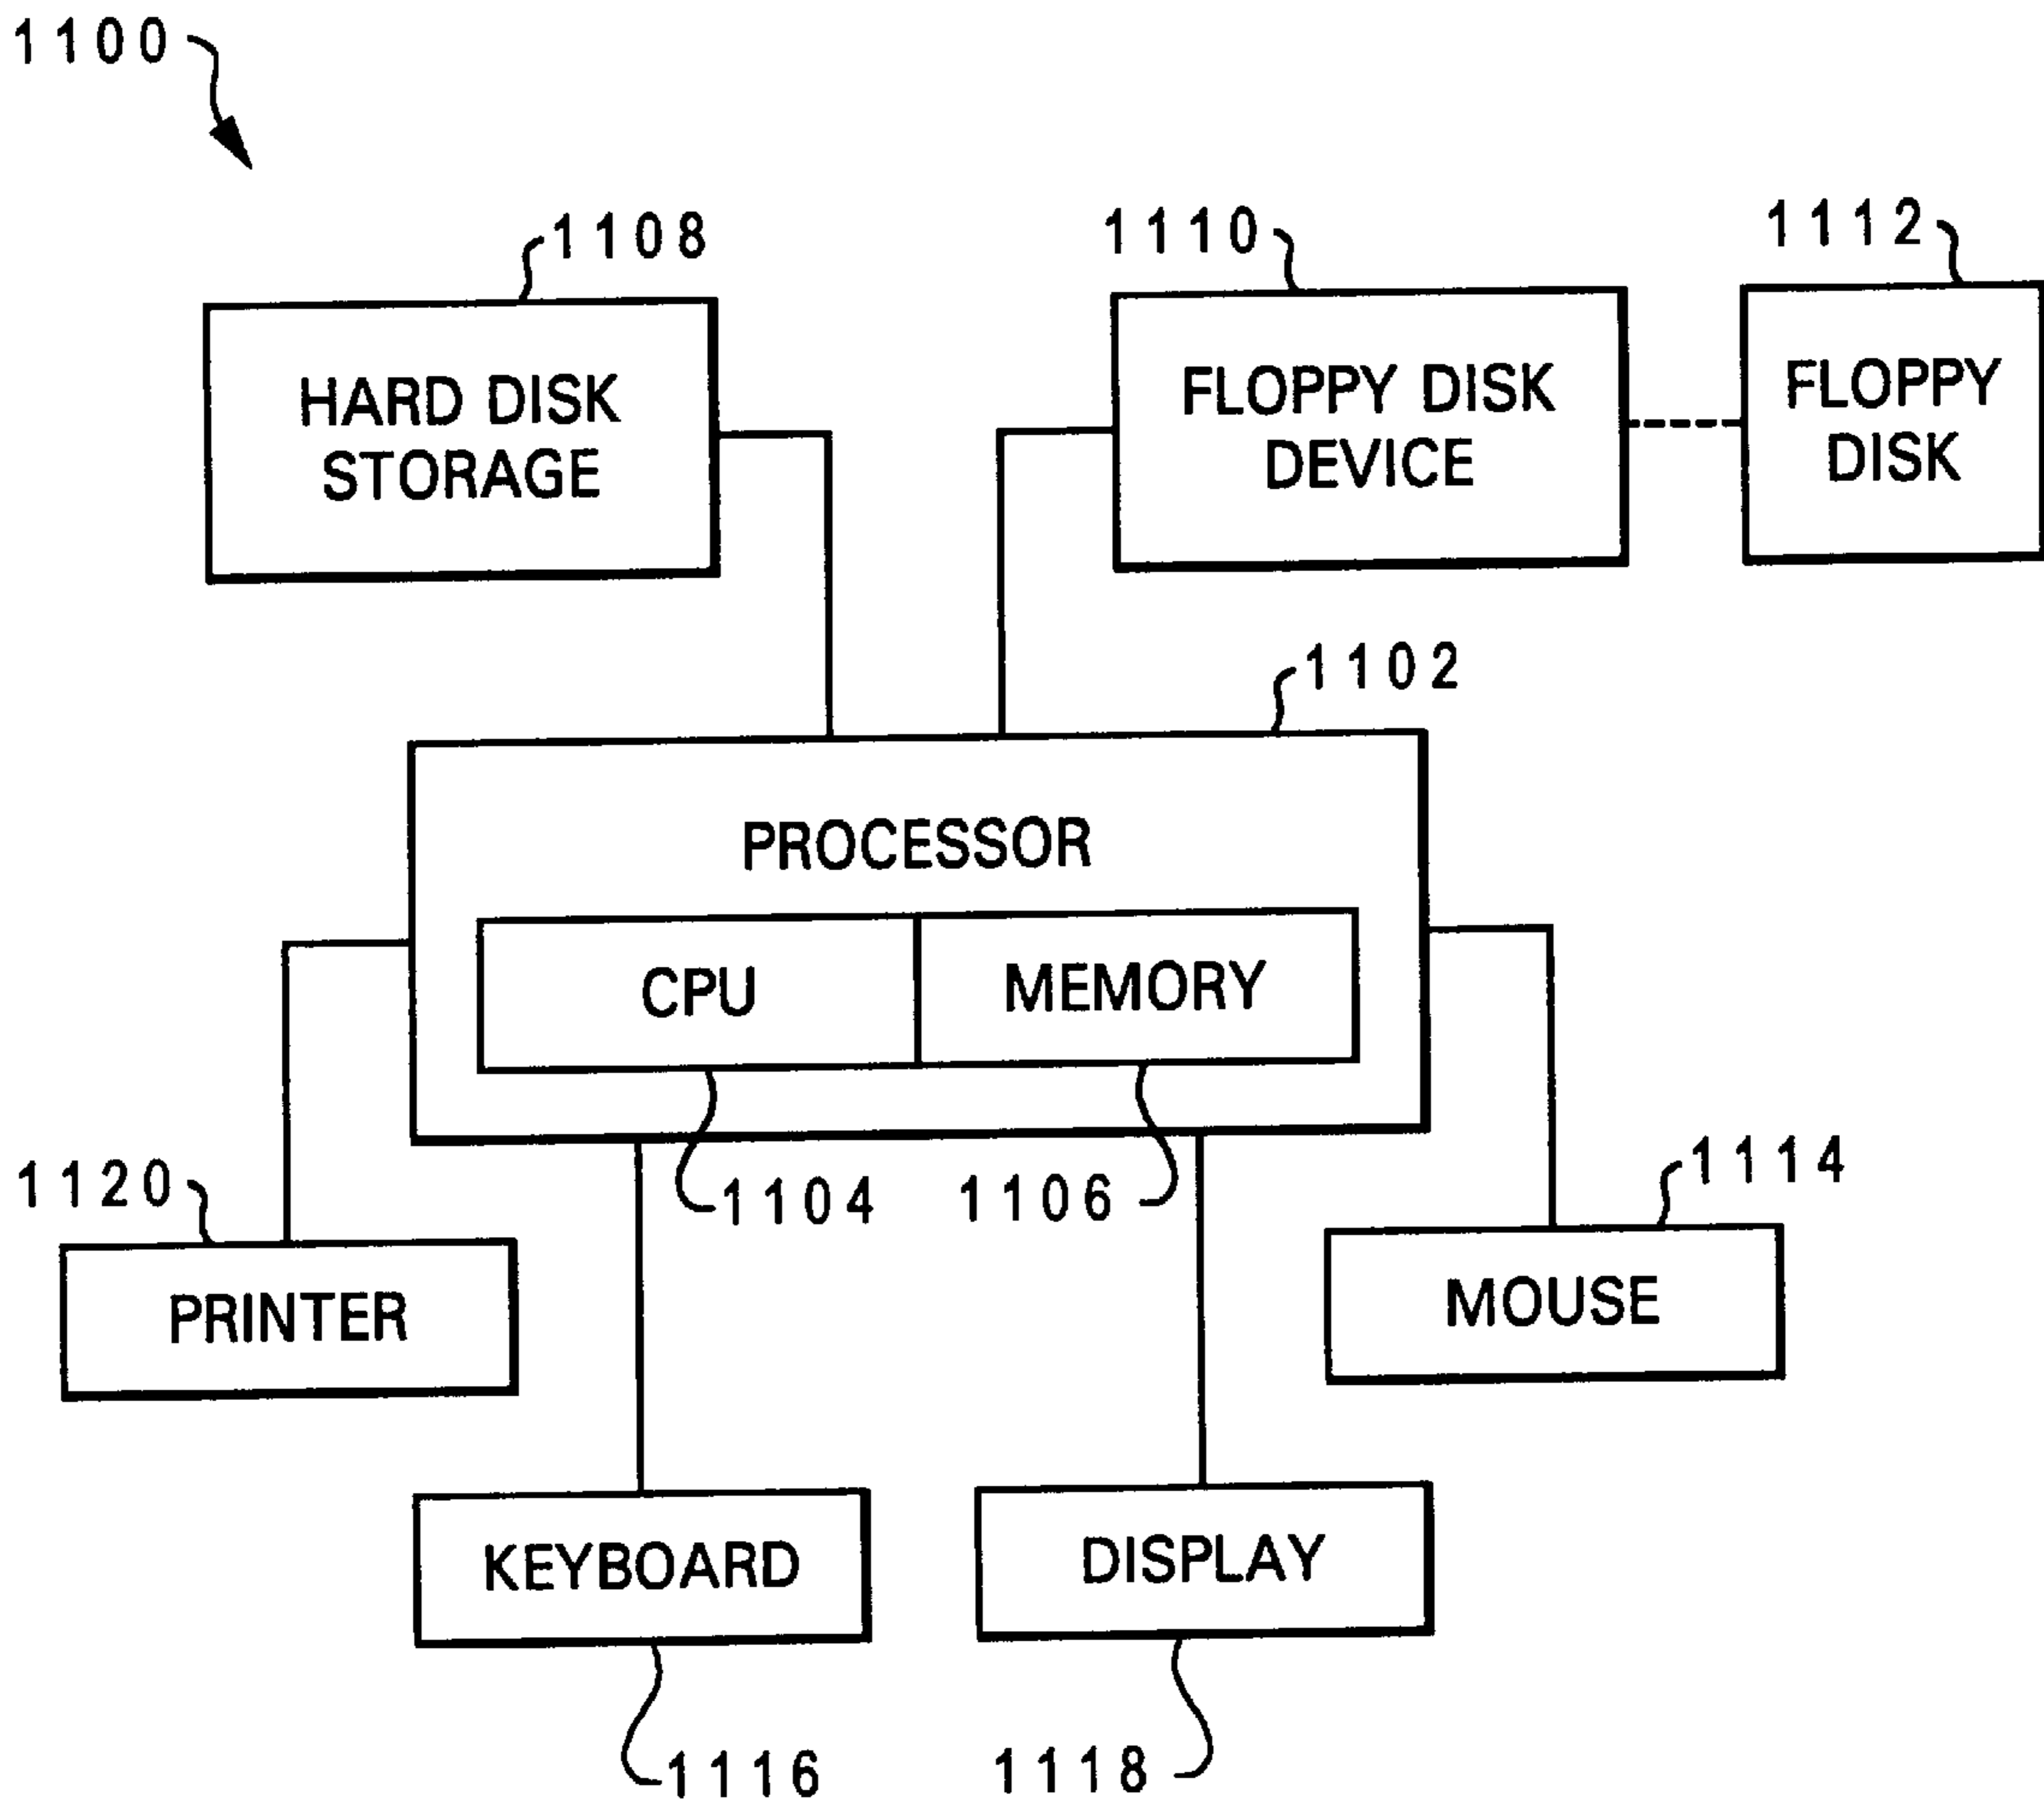 1100
1108
1110
1112
HARD DISK
STORAGE
FLOPPY DISK
DEVICE
FLOPPY
DISK
1102
PROCESSOR
CPU
MEMORY
1120
1104
1106
1114
PRINTER
MOUSE
KEYBOARD
DISPLAY
1116
1118